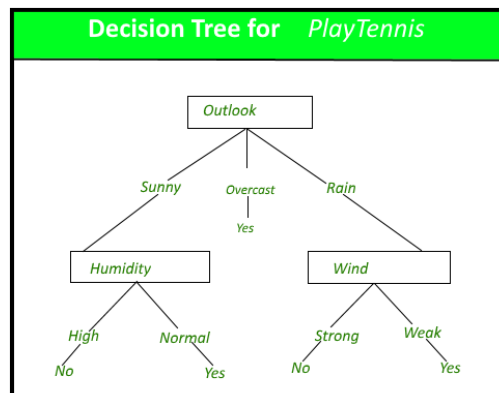 Decision Tree for PlayTennis
Outlook
Sunny
Overcast
Rain
Yes
Humidity
Wind
High
Normal
Strong
Weak
No
Yes
No
Yes